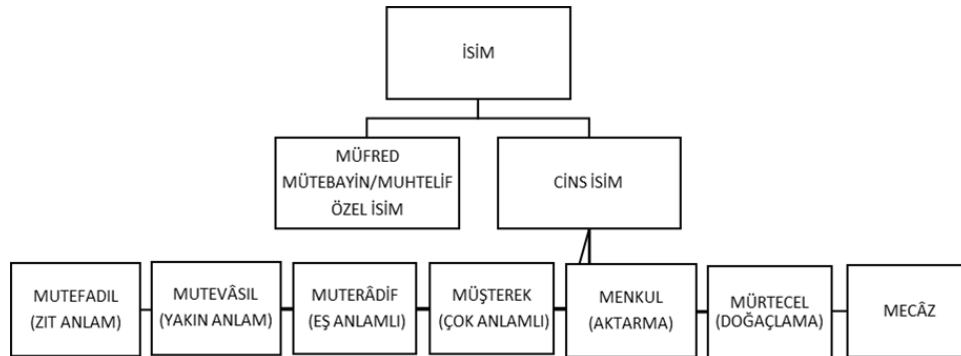 İSİM
MÜFRED
MÜTEBAYİN/MUHTELİF
ÖZEL İSİM
CİNS İSİM
MUTEFADIL
(ZIT ANLAM)
MUTEVÂSIL
(YAKIN ANLAM)
MUTERÂDİF
(EŞ ANLAMLI)
MÜŞTEREK
(ÇOK ANLAMLI)
MENKUL
(AKTARMA)
MÜRTECEL
(DOĞAÇLAMA)
MECÂZ